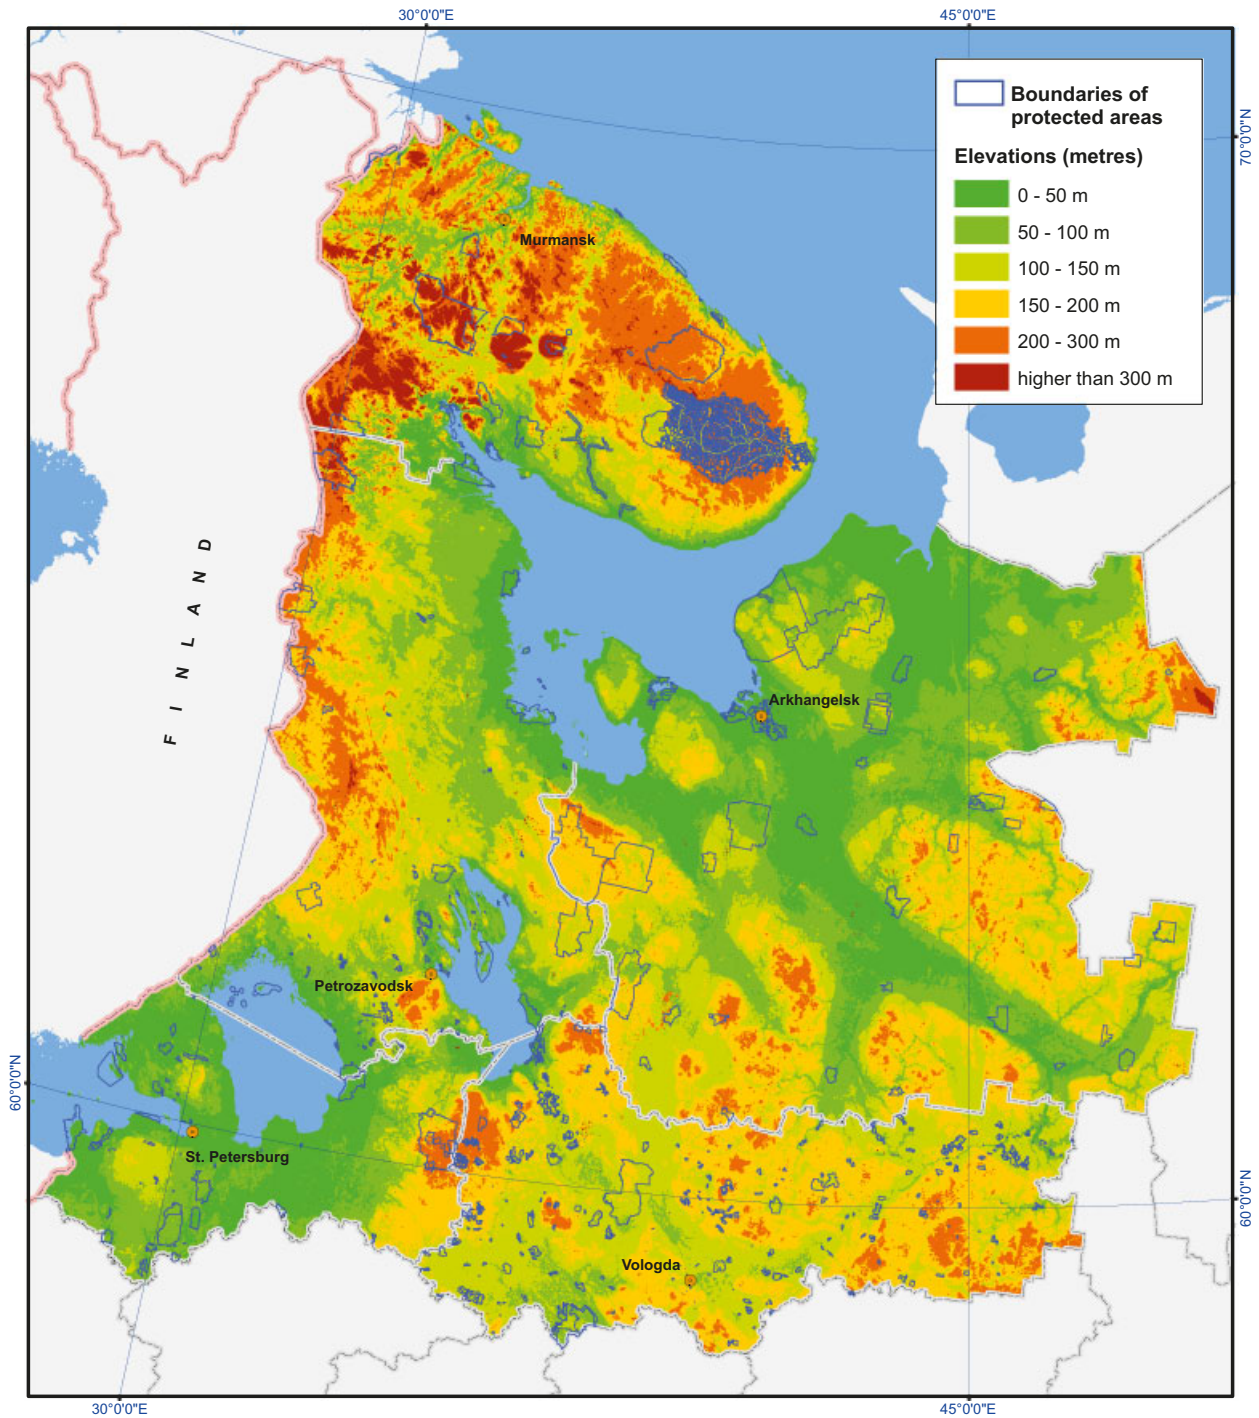 30°0'0"E
45°0'0"E
Boundaries of
protected areas
70°0'0"N
Elevations (metres)
0 - 50 m
50 - 100 m
100 - 150 m
150 - 200 m
200 - 300 m
higher than 300 m
Murmansk
FINLAND
Arkhangelsk
Petrozavodsk
60°0'0"N
St. Petersburg
60°0'0"N
Vologda
30°0'0"E
45°0'0"E